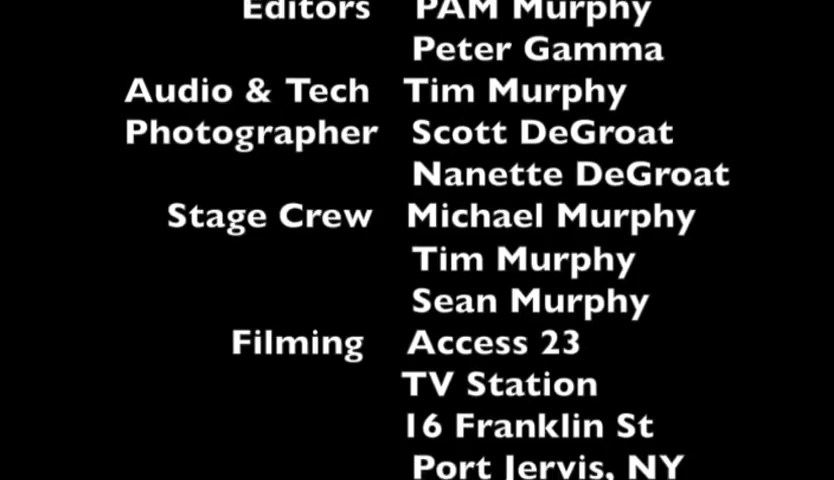 Editors PAM Murphy
Peter Gamma
Audio & Tech Tim Murphy
Photographer Scott DeGroat
Nanette DeGroat
Stage Crew Michael Murphy
Tim Murphy
Sean Murphy
Filming Access 23
TV Station
16 Franklin St
Port Jervis, NY